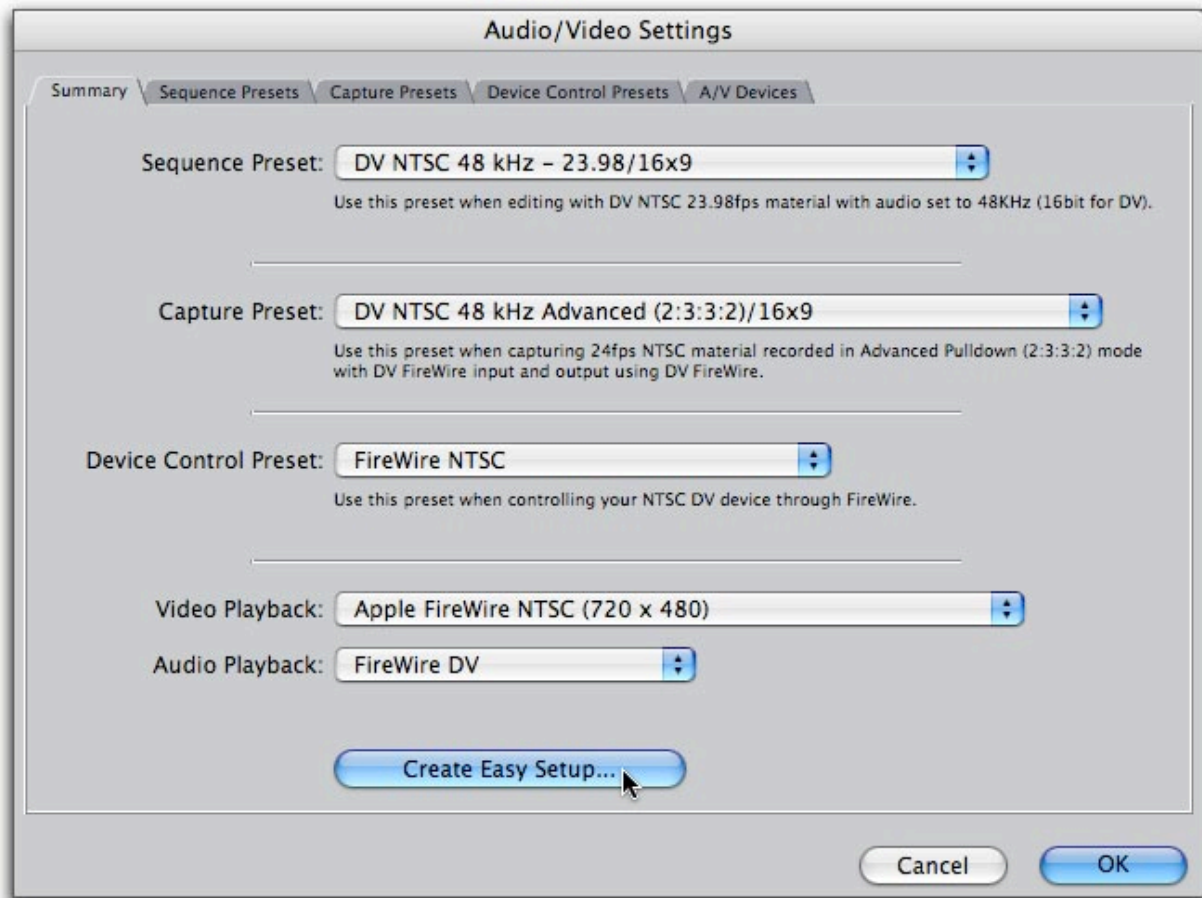 Audio/Video Settings
Summary
Sequence Presets
Capture Presets
Device Control Presets
A/V Devices
Sequence Preset:
DV NTSC 48 kHz – 23.98/16x9
Use this preset when editing with DV NTSC 23.98fps material with audio set to 48KHz (16bit for DV).
Capture Preset:
DV NTSC 48 kHz Advanced (2:3:3:2)/16x9
Use this preset when capturing 24fps NTSC material recorded in Advanced Pulldown (2:3:3:2) mode
with DV FireWire input and output using DV FireWire.
Device Control Preset:
FireWire NTSC
Use this preset when controlling your NTSC DV device through FireWire.
Video Playback:
Apple FireWire NTSC (720 x 480)
Audio Playback:
FireWire DV
Create Easy Setup...
Cancel
OK